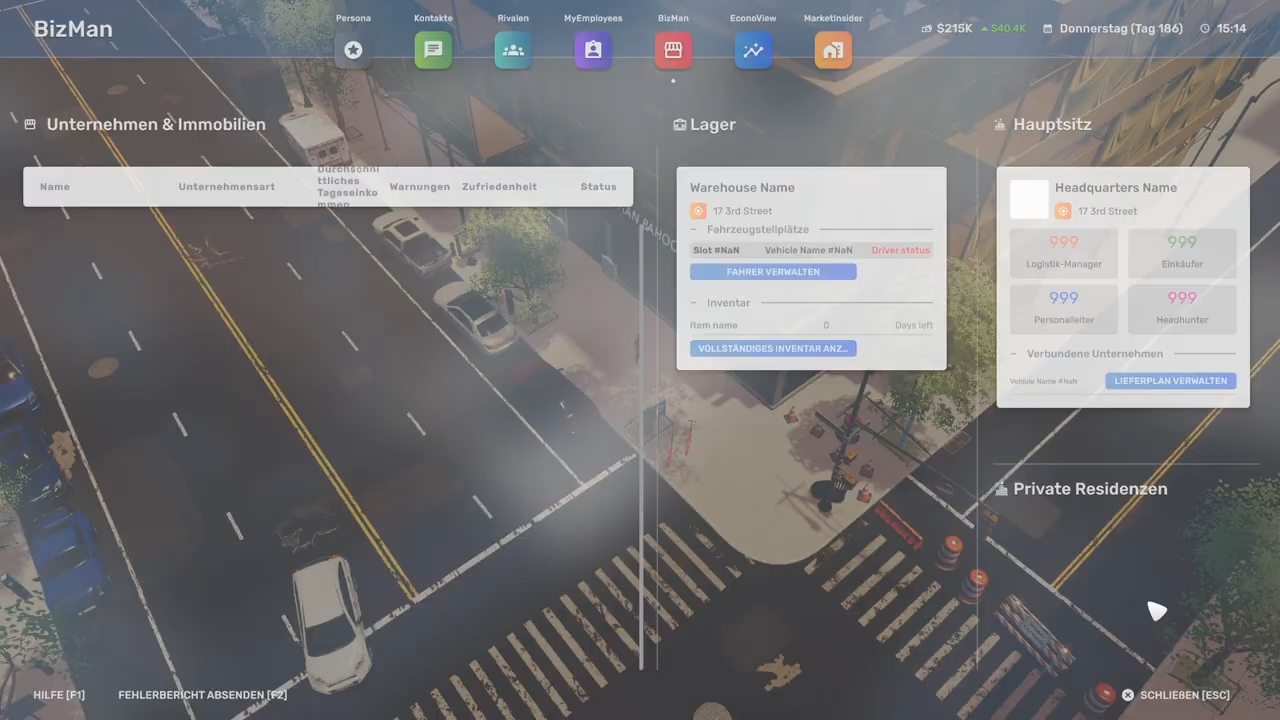 BizMan
Persona
Kontakte
Rivalen
MyEmployees
BizMan
EconoView
MarketInsider
$215K
$40.4K
Donnerstag (Tag 186)
15:14
Unternehmen & Immobilien
Name
Unternehmensart
Durchschni
ttliches
Tageseinko
mmen
Warnungen
Zufriedenheit
Status
Lager
Warehouse Name
17 3rd Street
Fahrzeugstellplätze
Slot #NaN
Vehicle Name #NaN
Driver status
FAHRER VERWALTEN
Inventar
Item name
0
Days left
VOLLSTÄNDIGES INVENTAR ANZ...
Hauptsitz
Headquarters Name
17 3rd Street
999
Logistik-Manager
999
Einkäufer
999
Personalleiter
999
Headhunter
Verbundene Unternehmen
Vehicle Name #NaN
LIEFERPLAN VERWALTEN
Private Residenzen
HILFE [F1]
FEHLERBERICHT ABSENDEN [F2]
SCHLIEßEN [ESC]